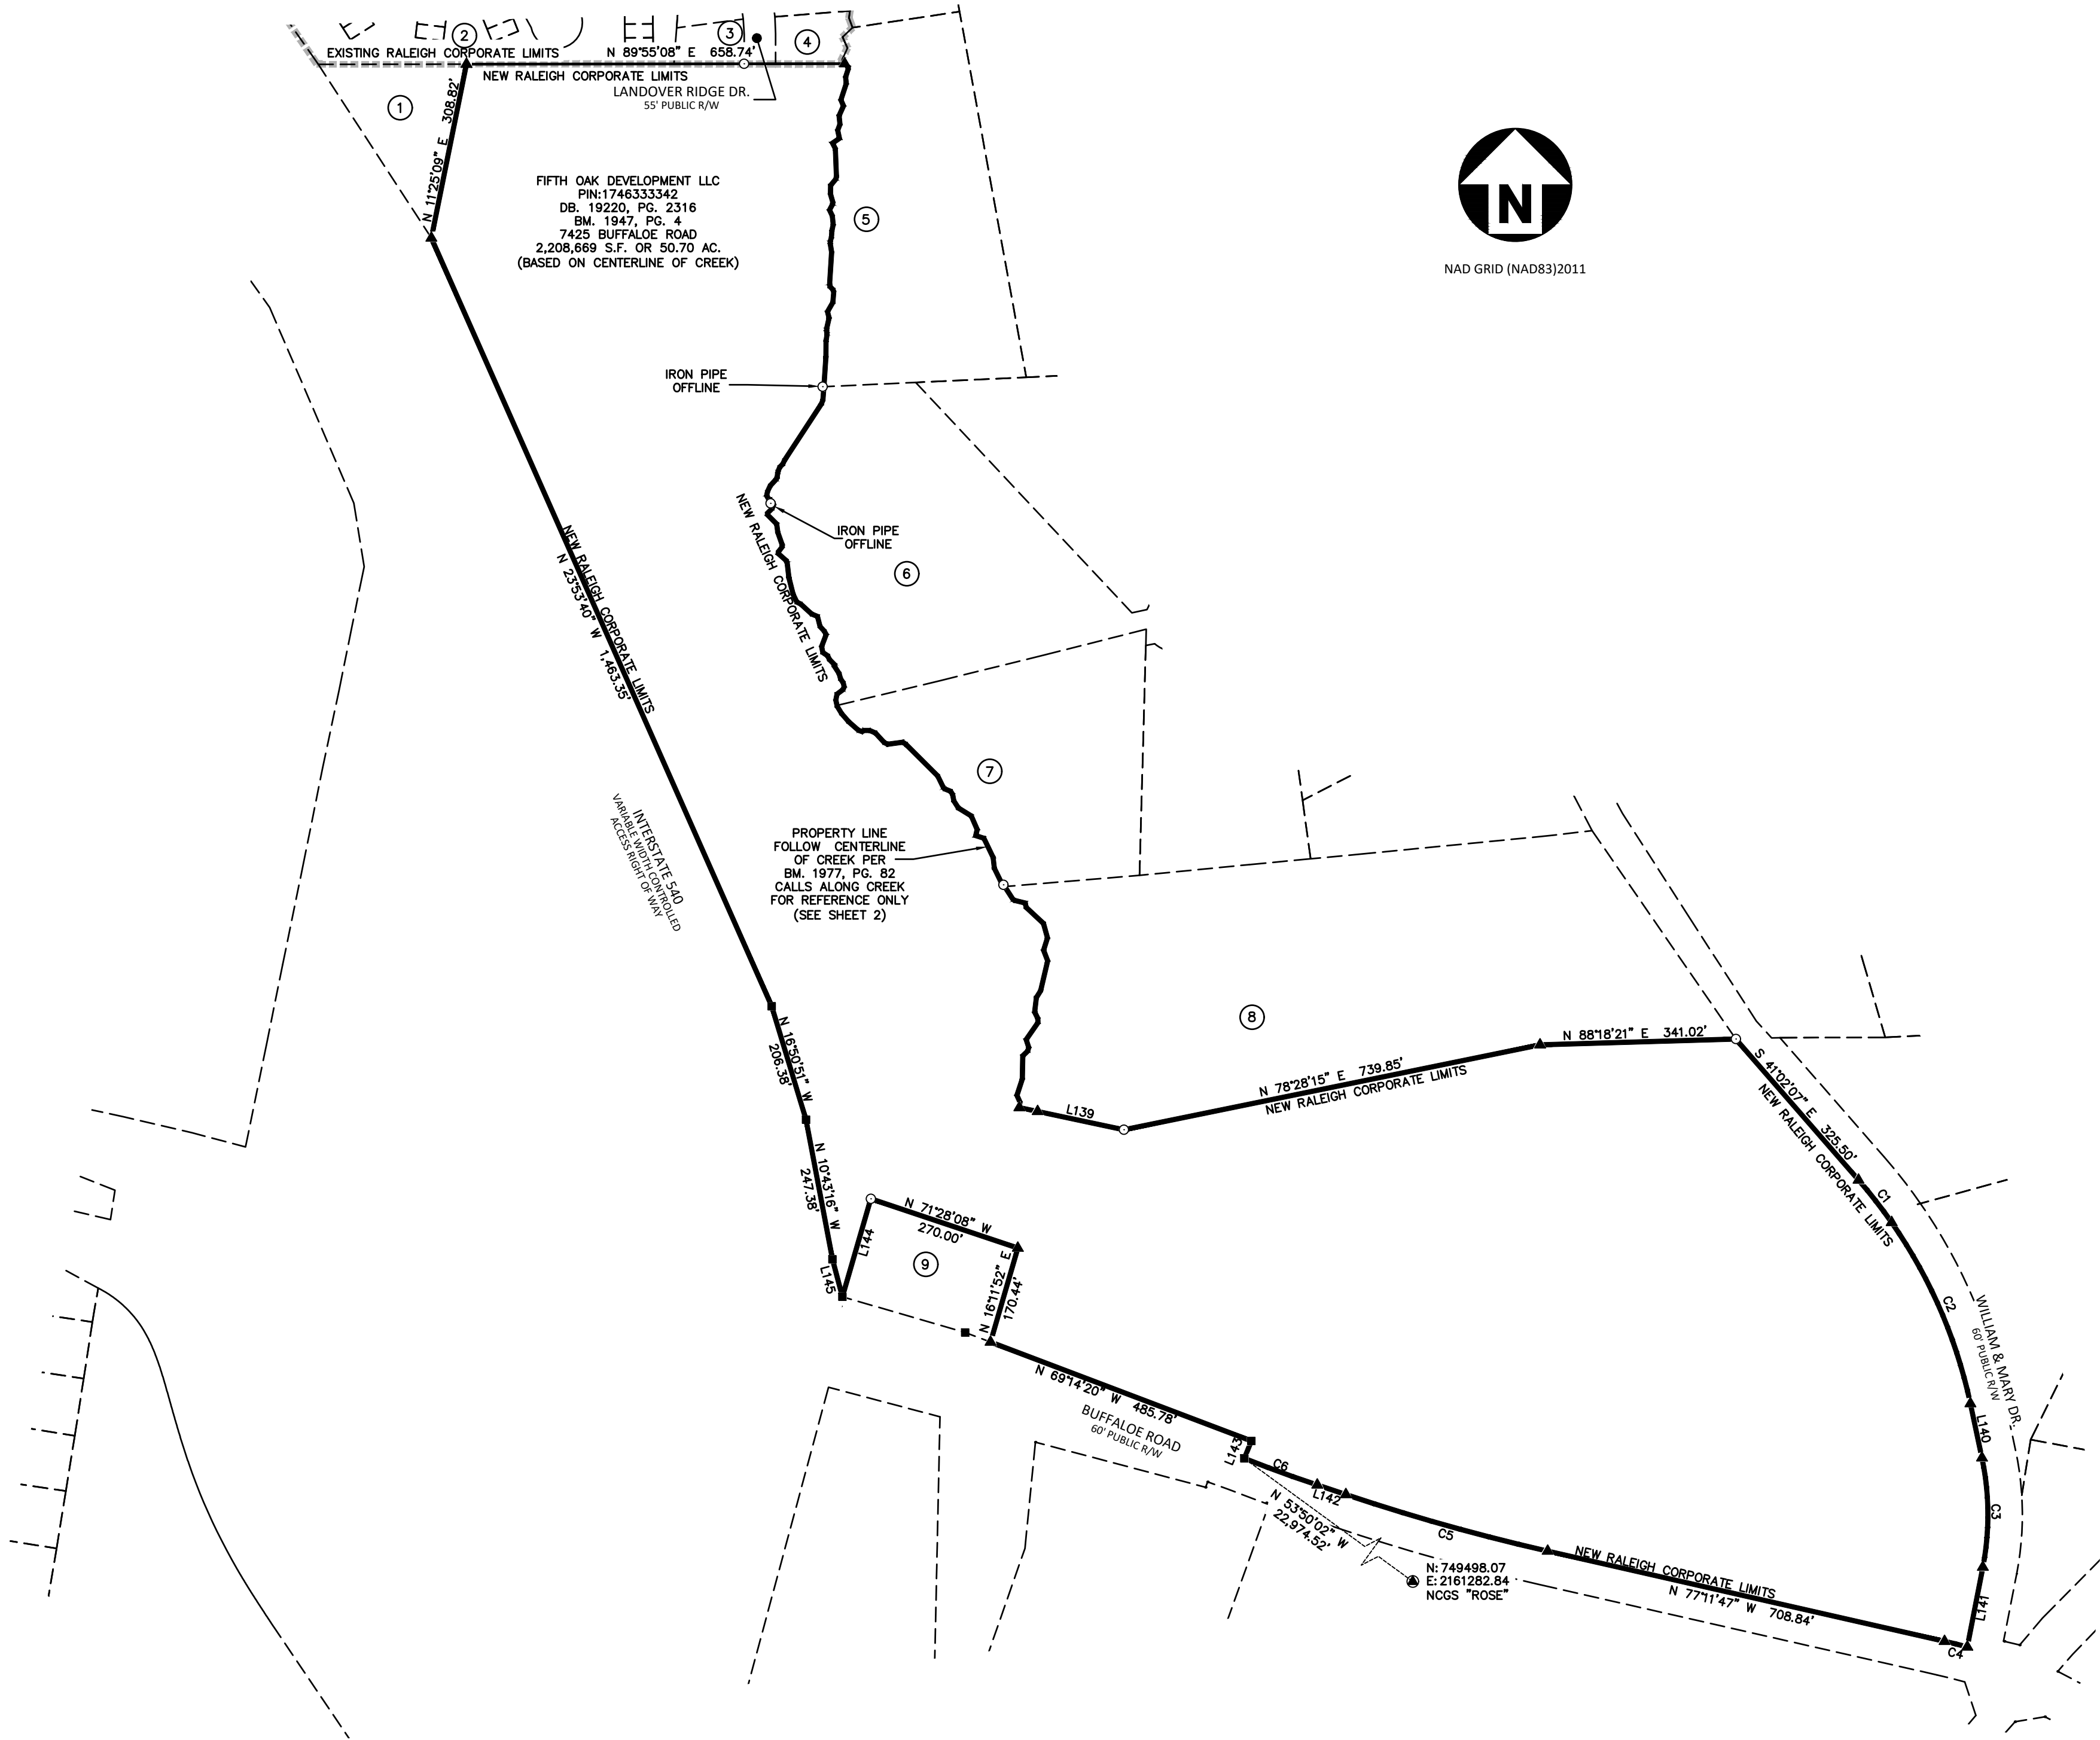 2
3
4
EXISTING RALEIGH CORPORATE LIMITS
N 89°55'08" E 658.74'
NEW RALEIGH CORPORATE LIMITS
LANDOVER RIDGE DR.
55' PUBLIC R/W
1
N 11°25'09" E 308.82'
FIFTH OAK DEVELOPMENT LLC
PIN:1746333342
DB. 19220, PG. 2316
BM. 1947, PG. 4
7425 BUFFALOE ROAD
2,208,669 S.F. OR 50.70 AC.
(BASED ON CENTERLINE OF CREEK)
5
N
NAD GRID (NAD83)2011
IRON PIPE
OFFLINE
IRON PIPE
OFFLINE
NEW RALEIGH CORPORATE LIMITS
6
NEW RALEIGH CORPORATE LIMITS
N 23°53'40" W 1,463.35'
7
INTERSTATE 540
VARIABLE WIDTH CONTROLLED
ACCESS RIGHT OF WAY
PROPERTY LINE
FOLLOW CENTERLINE
OF CREEK PER
BM. 1977, PG. 82
CALLS ALONG CREEK
FOR REFERENCE ONLY
(SEE SHEET 2)
8
N 16°50'51" W
206.38'
N 88°18'21" E 341.02'
N 78°28'15" E 739.85'
NEW RALEIGH CORPORATE LIMITS
L139
S 41°02'07" E 325.50'
NEW RALEIGH CORPORATE LIMITS
C1
N 10°43'16" W
247.38'
L145
L144
N 71°28'08" W
270.00'
9
N 16°11'52" E
170.44'
C2
WILLIAM & MARY DR.
60' PUBLIC R/W
L140
N 69°14'20" W 485.78'
BUFFALOE ROAD
60' PUBLIC R/W
L143
C6
L142
N 53°50'02" W
22,974.52'
C5
C3
N: 749498.07
E: 2161282.84
NCGS "ROSE"
NEW RALEIGH CORPORATE LIMITS
N 77°11'47" W 708.84'
L141
C4